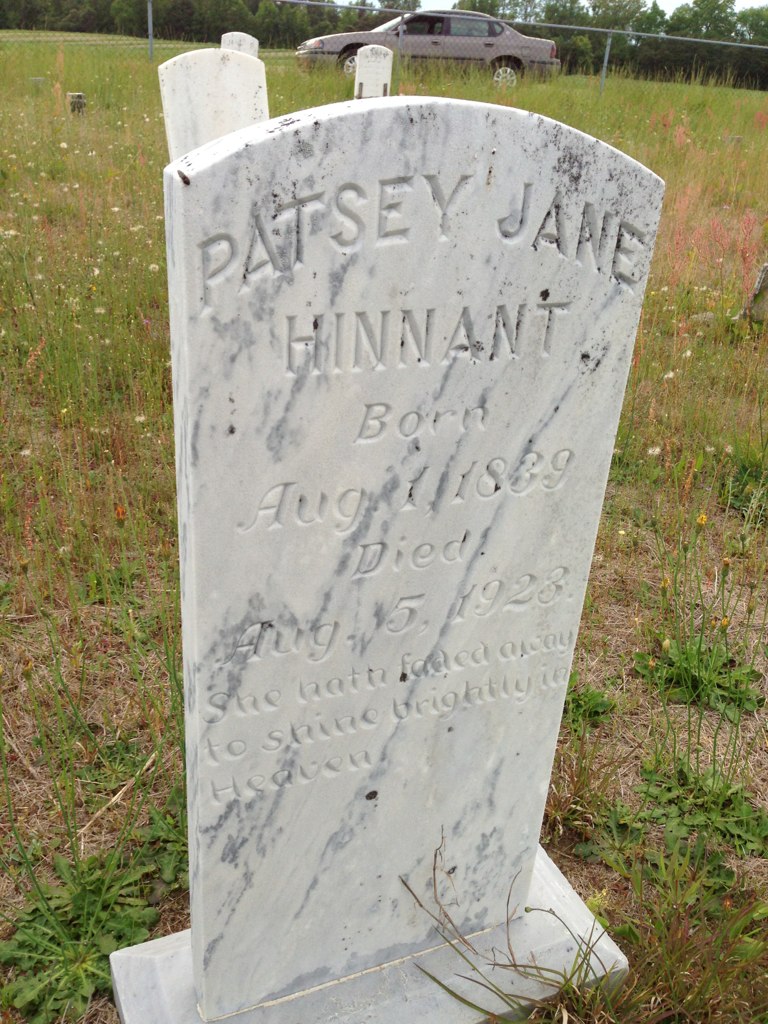 PATSEY JANE
HINNANT
Born
Aug 1, 1839
Died
Aug. 5, 1923.
She hath faded away
to shine brightly in
Heaven